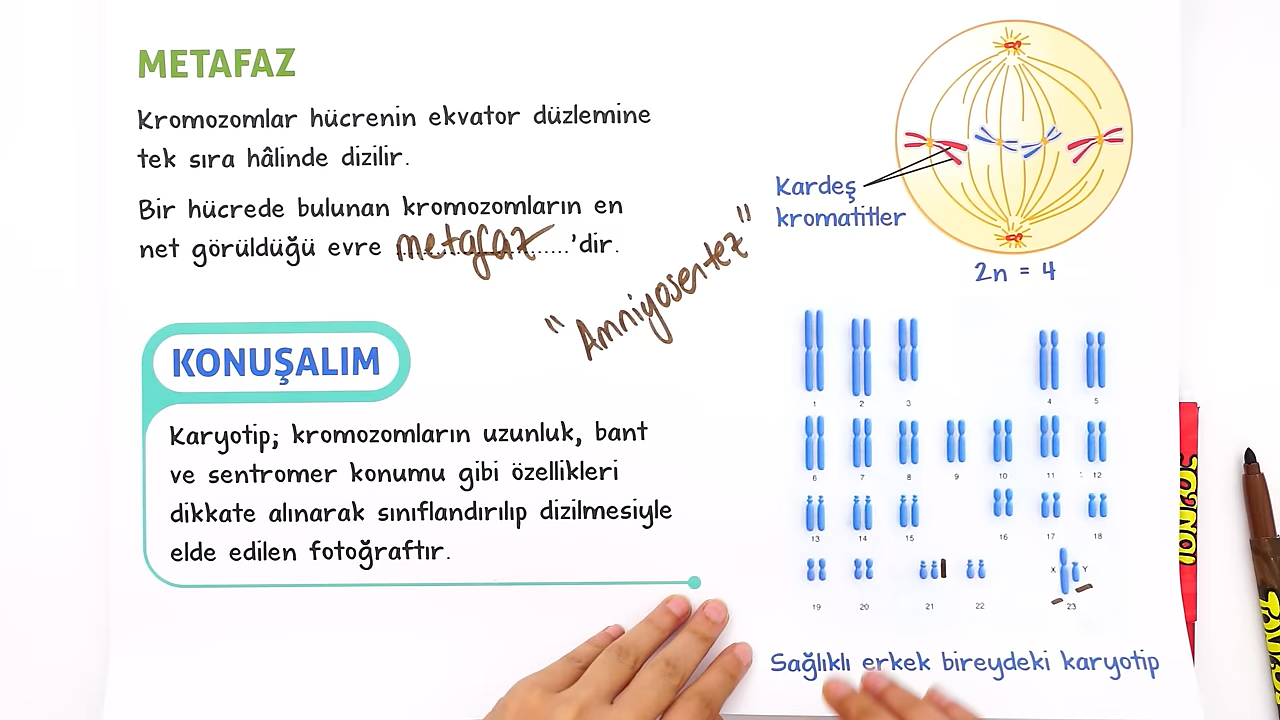 METAFAZ
Kromozomlar hücrenin ekvator düzlemine
tek sıra hâlinde dizilir.
Bir hücrede bulunan kromozomların en
net görüldüğü evre metafaz 'dir.
"Amniyosentez"
Kardeş
kromatitler
2n = 4
KONUŞALIM
Karyotip; kromozomların uzunluk, bant
ve sentromer konumu gibi özellikleri
dikkate alınarak sınıflandırılıp dizilmesiyle
elde edilen fotoğraftır.
1 2 3 4 5
6 7 8 9 10 11 12
13 14 15 16 17 18
X Y
19 20 21 22 23
Sağlıklı erkek bireydeki karyotip